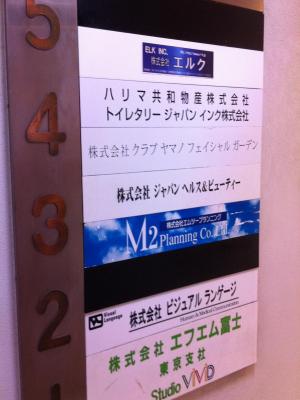 5
ELK INC.
株式会社 エルク
4
ハリマ共和物産株式会社
トイレタリージャパンインク株式会社
株式会社クラブ ヤマノ フェイシャル ガーデン
3
株式会社 ジャパン ヘルス&ビューティー
株式会社エムツープランニング
M2 Planning Co., Ltd.
2
Visual Language
株式会社 ビジュアル ランゲージ
Human & Medical Communication
株式会社 エフエム富士
東京支社
Studio ViViD
1